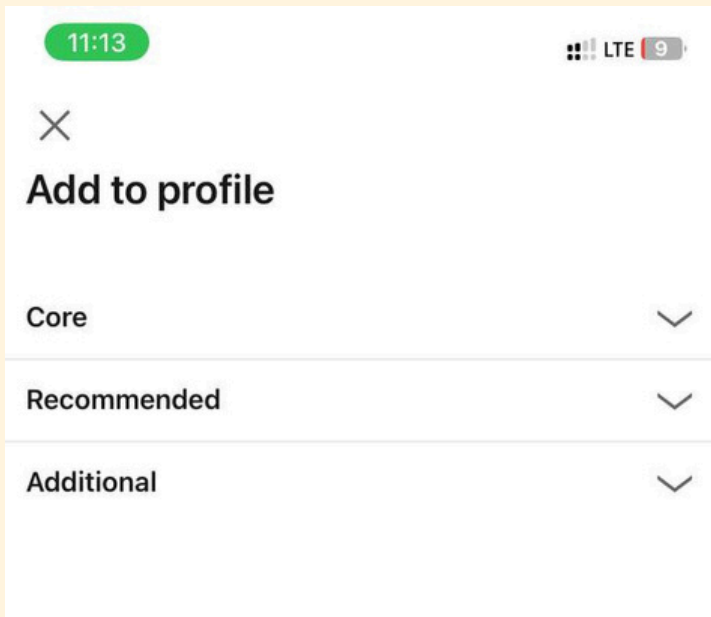 11:13
LTE 9
Add to profile
Core
Recommended
Additional